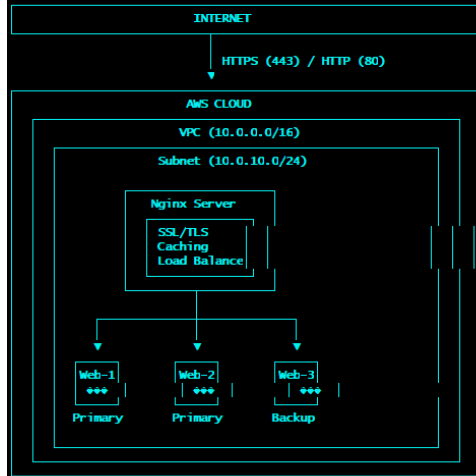 INTERNET
HTTPS (443) / HTTP (80)
AWS CLOUD
VPC (10.0.0.0/16)
Subnet (10.0.10.0/24)
Nginx Server
SSL/TLS
Caching
Load Balance
Web-1 Web-2 Web-3
Primary Primary Backup